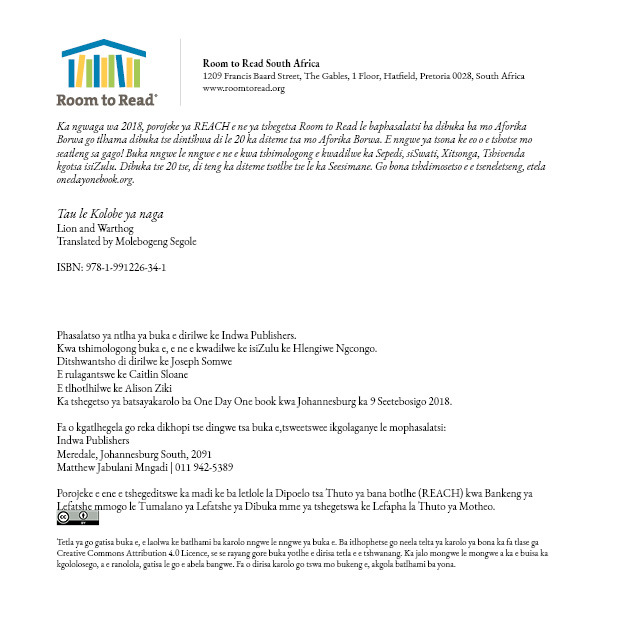 Room to Read®
Room to Read South Africa
1209 Francis Baard Street, The Gables, 1 Floor, Hatfield, Pretoria 0028, South Africa
www.roomtoread.org
Ka ngwaga wa 2018, porojeke ya REACH e ne ya tshegetsa Room to Read le baphasalatsi ba dibuka ba mo Aforika
Borwa go tlhama dibuka tse dintšhwa di le 20 ka diteme tsa mo Aforika Borwa. E nngwe ya tsona ke eo o e tshotse mo
seatleng sa gago! Buka nngwe le nngwe e ne e kwa tshimologong e kwadilwe ka Sepedi, siSwati, Xitsonga, Tshivenda
kgotsa isiZulu. Dibuka tse 20 tse, di teng ka diteme tsotlhe tse le ka Seesimane. Go bona tshdimosetso e e tseneletseng, etela
onedayonebook.org.
Tau le Kolobe ya naga
Lion and Warthog
Translated by Molebogeng Segole
ISBN: 978-1-991226-34-1
Phasalatso ya ntlha ya buka e dirilwe ke Indwa Publishers.
Kwa tshimologong buka e, e ne e kwadilwe ke isiZulu ke Hlengiwe Ngcongo.
Ditshwantsho di dirilwe ke Joseph Somwe
E rulagantswe ke Caitlin Sloane
E tlhotlhilwe ke Alison Ziki
Ka tshegetso ya batsayakarolo ba One Day One book kwa Johannesburg ka 9 Seetebosigo 2018.
Fa o kgatlhegela go reka dikhopi tse dingwe tsa buka e,tsweetswee ikgolaganye le mophasalatsi:
Indwa Publishers
Meredale, Johannesburg South, 2091
Matthew Jabulani Mngadi | 011 942-5389
Porojeke e ene e tshegeditswe ka madi ke ba letlole la Dipoelo tsa Thuto ya bana botlhe (REACH) kwa Bankeng ya
Lefatshe mmogo le Tumalano ya Lefatshe ya Dibuka mme ya tshegetswa ke Lefapha la Thuto ya Motheo.
CC BY
Tetla ya go gatisa buka e, e laolwa ke batlhami ba karolo nngwe le nngwe ya buka e. Ba itlhophetse go neela telta ya karolo ya bona ka fa tlase ga
Creative Commons Attribution 4.0 Licence, se se rayang gore buka yotlhe e dirisa tetla e e tshwanang. Ka jalo mongwe le mongwe a ka e buisa ka
kgololosego, a e ranolola, gatisa le go e abela bangwe. Fa o dirisa karolo go tswa mo bukeng e, akgola batlhami ba yona.